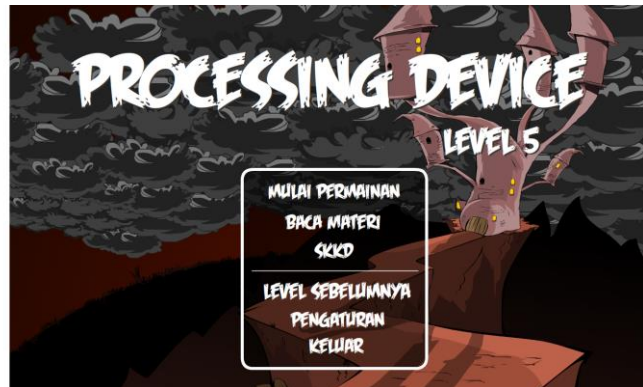 PROCESSING DEVICE
LEVEL 5
MULAI PERMAINAN
BACA MATERI
SKKD
LEVEL SEBELUMNYA
PENGATURAN
KELUAR